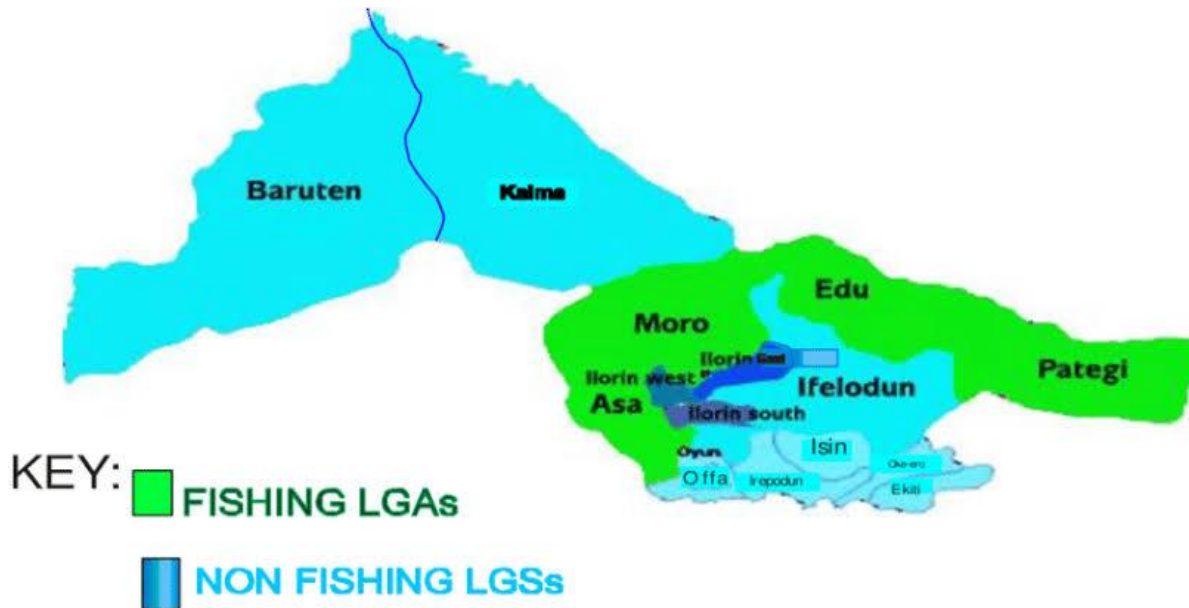 Baruten
Kaima
Edu
Moro
Pategi
Ilorin East
Ilorin west
Ifelodun
Asa
Ilorin south
Oyun
Isin
Offa
Irepodun
Oke-ero
Ekiti
KEY:
FISHING LGAs
NON FISHING LGSs